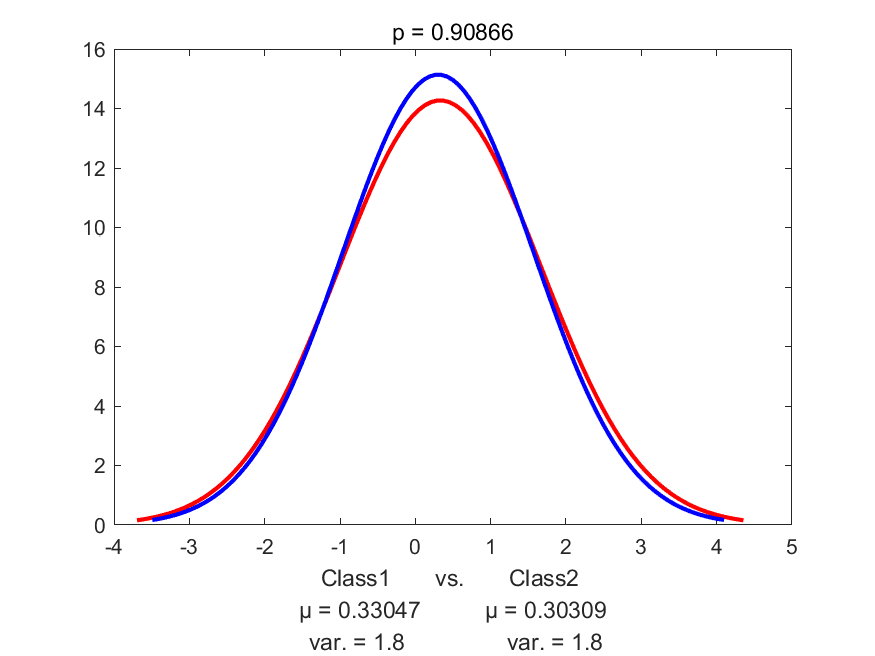 p = 0.90866
16
14
12
10
8
6
4
2
0
-4 -3 -2 -1 0 1 2 3 4 5
Class1 vs. Class2
μ = 0.33047 μ = 0.30309
var. = 1.8 var. = 1.8